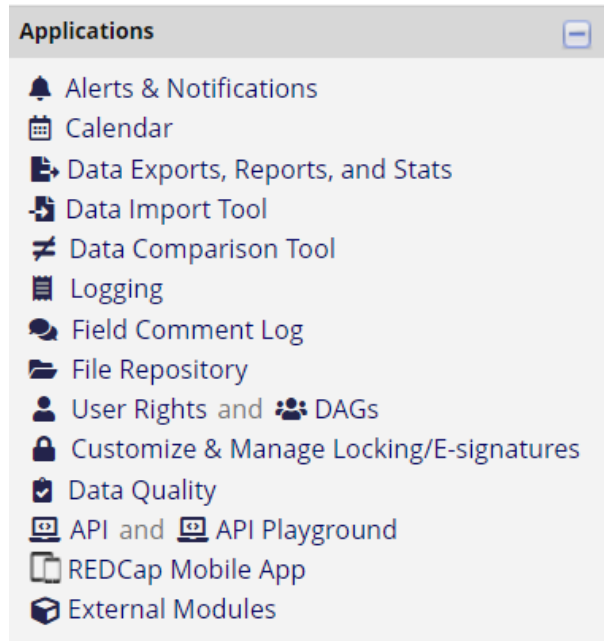 Applications
Alerts & Notifications
Calendar
Data Exports, Reports, and Stats
Data Import Tool
Data Comparison Tool
Logging
Field Comment Log
File Repository
User Rights and DAGs
Customize & Manage Locking/E-signatures
Data Quality
API and API Playground
REDCap Mobile App
External Modules